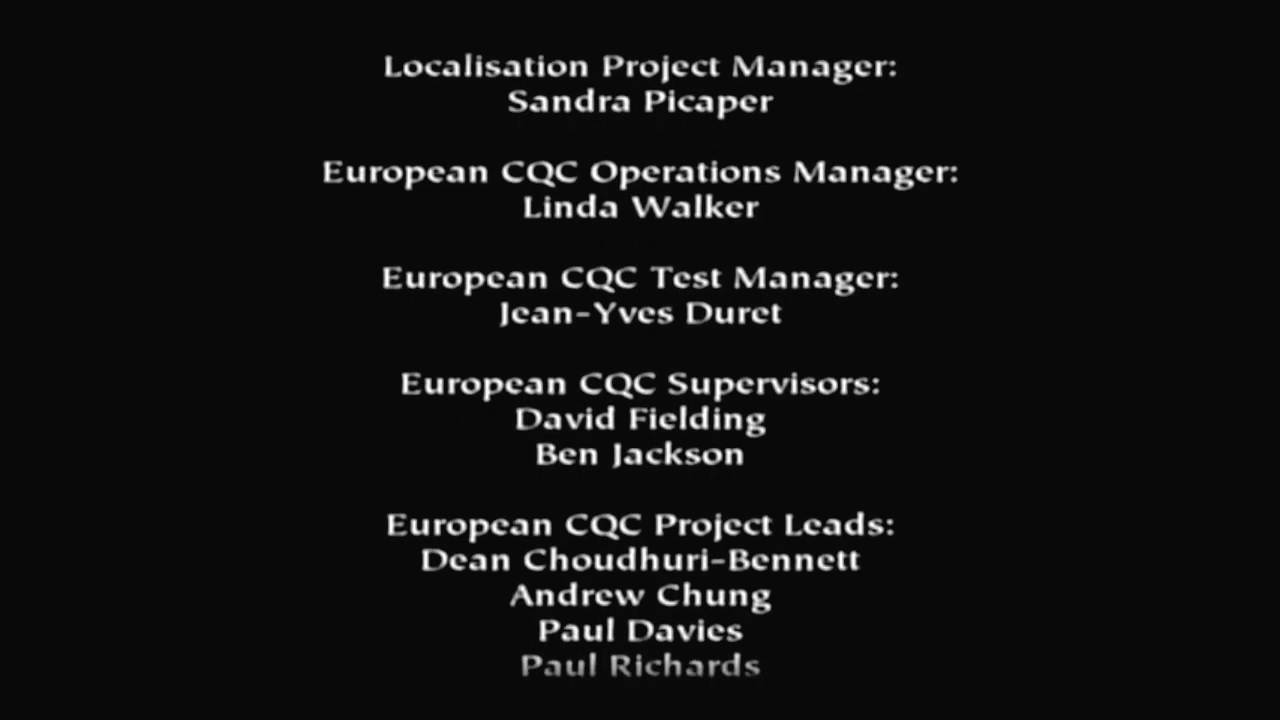 Localisation Project Manager:
Sandra Picaper
European CQC Operations Manager:
Linda Walker
European CQC Test Manager:
Jean-Yves Duret
European CQC Supervisors:
David Fielding
Ben Jackson
European CQC Project Leads:
Dean Choudhuri-Bennett
Andrew Chung
Paul Davies
Paul Richards